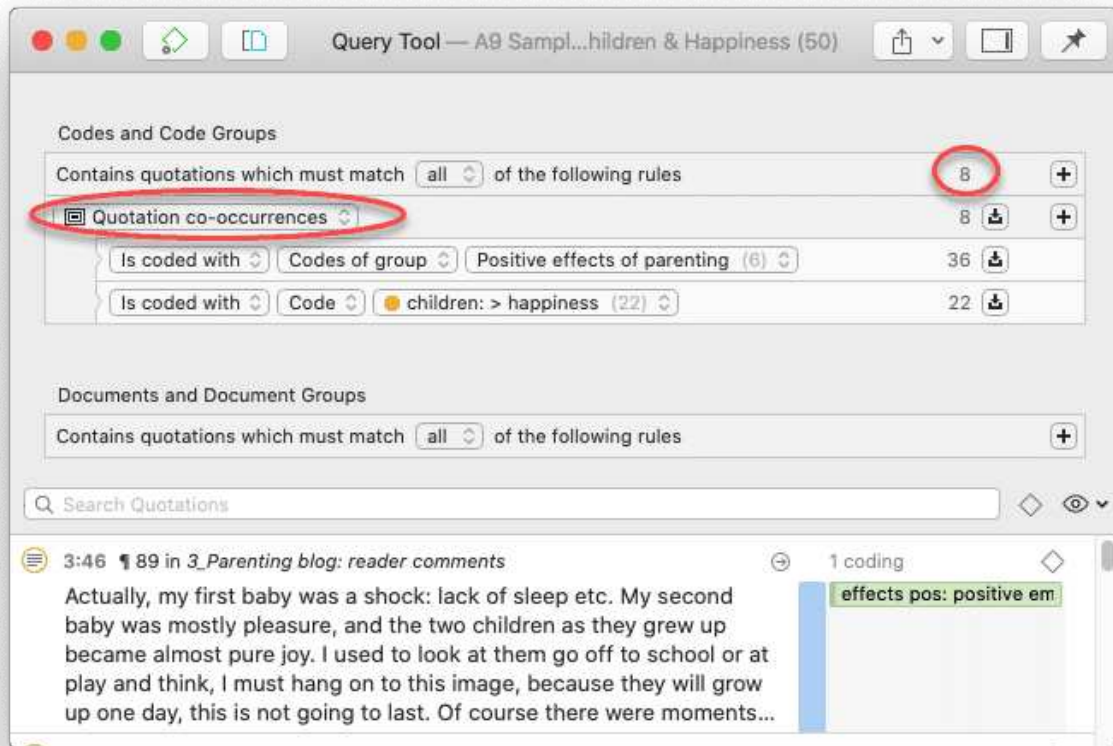 Query Tool — A9 Sampl...hildren & Happiness (50)
Codes and Code Groups
Contains quotations which must match all of the following rules 8
Quotation co-occurrences 8
Is coded with Codes of group Positive effects of parenting (6) 36
Is coded with Code children: > happiness (22) 22
Documents and Document Groups
Contains quotations which must match all of the following rules
Search Quotations
3:46 ¶ 89 in 3_Parenting blog: reader comments 1 coding
Actually, my first baby was a shock: lack of sleep etc. My second effects pos: positive em
baby was mostly pleasure, and the two children as they grew up
became almost pure joy. I used to look at them go off to school or at
play and think, I must hang on to this image, because they will grow
up one day, this is not going to last. Of course there were moments...